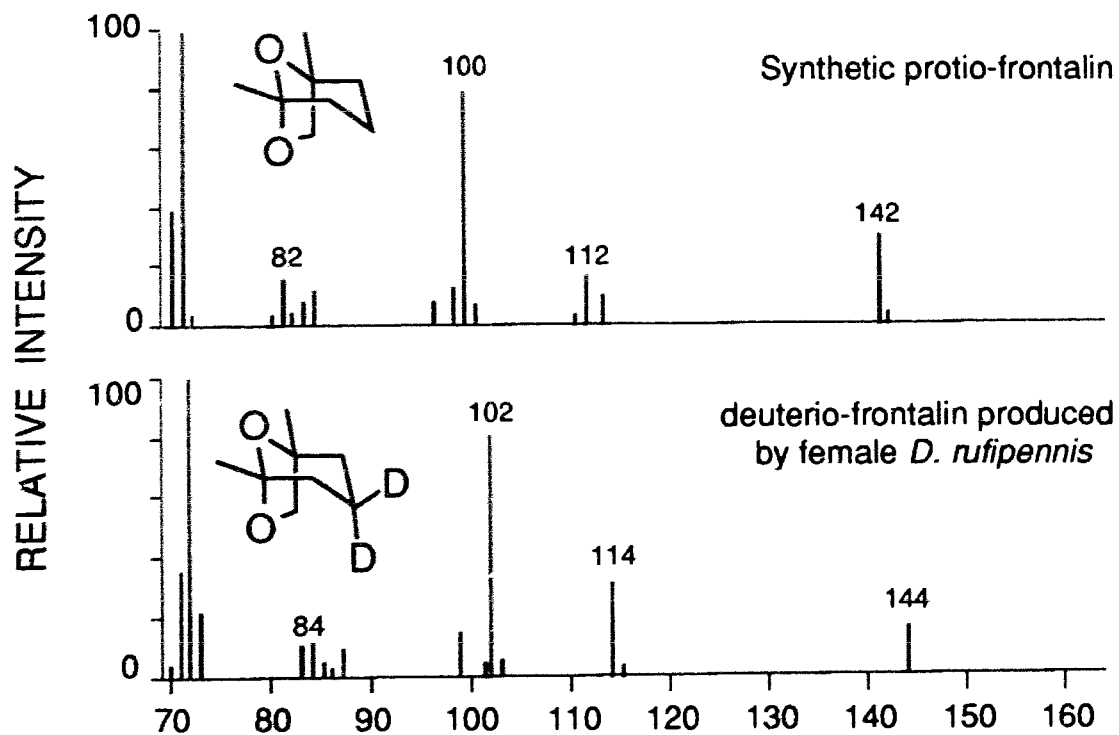 RELATIVE INTENSITY
100
0
O
O
82
100
112
142
Synthetic protio-frontalin
100
0
O
O
D
D
84
102
114
144
deuterio-frontalin produced
by female D. rufipennis
70 80 90 100 110 120 130 140 150 160